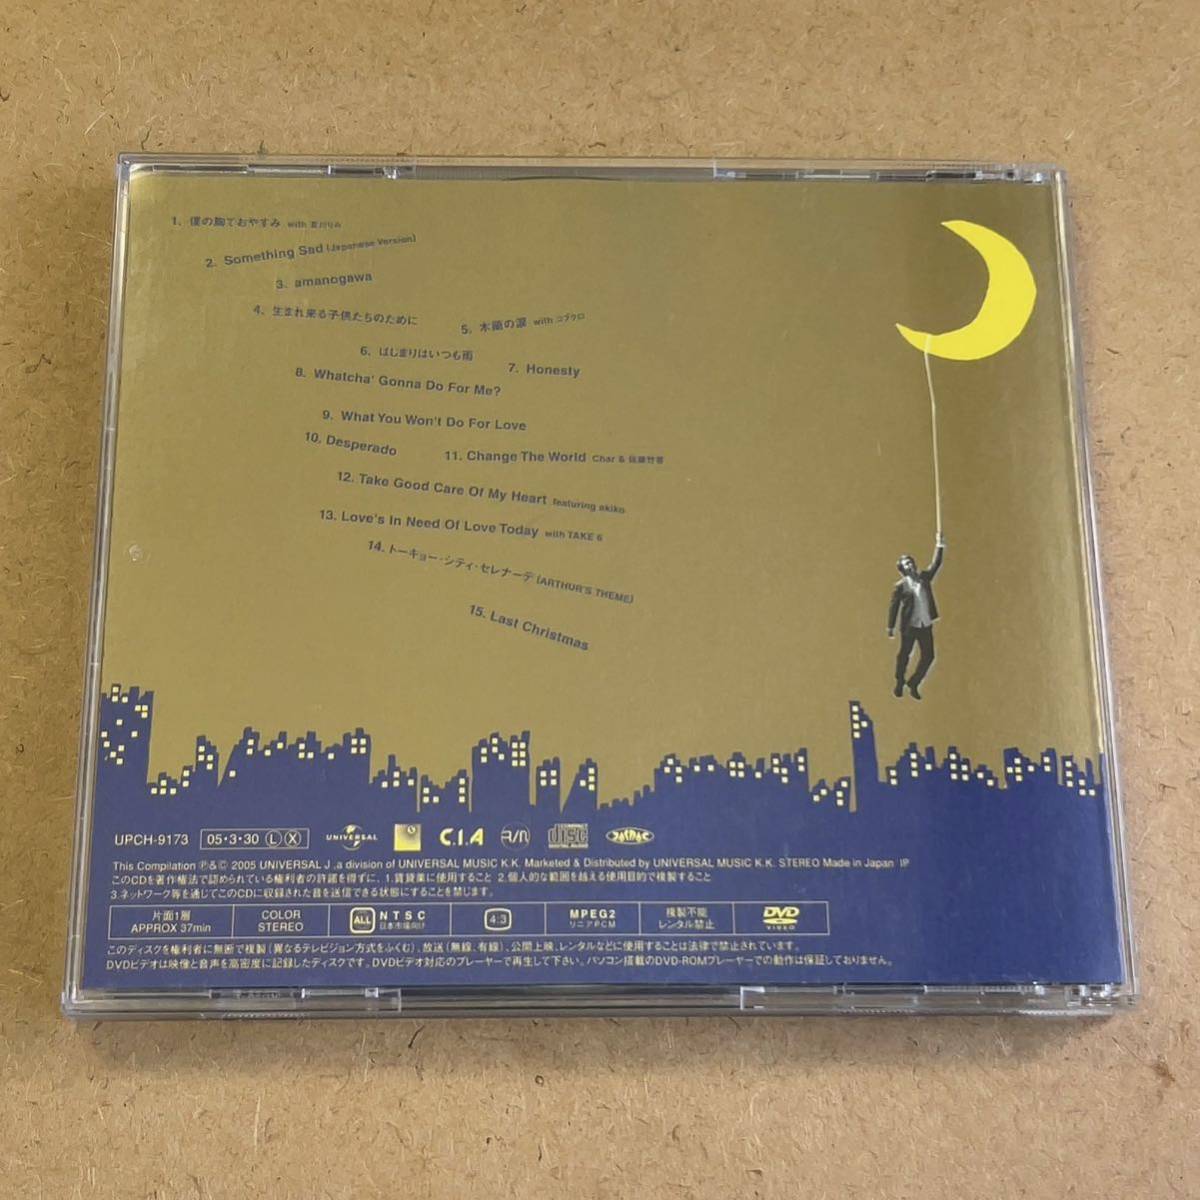 1. 僕の胸でおやすみ with 夏川りみ
2. Something Sad (Japanese Version)
3. amanogawa
4. 生まれ来る子供たちのために
5. 木蘭の涙 with コブクロ
6. はじまりはいつも雨
7. Honesty
8. Whatcha' Gonna Do For Me?
9. What You Won't Do For Love
10. Desperado
11. Change The World Char & 佐藤竹善
12. Take Good Care Of My Heart featuring akiko
13. Love's In Need Of Love Today with TAKE 6
14. トーキョー・シティ・セレナーデ (ARTHUR'S THEME)
15. Last Christmas
UPCH-9173 05・3・30 L X UNIVERSAL C.I.A R/N COMPACT disc DIGITAL AUDIO
This Compilation Ⓟ&Ⓒ 2005 UNIVERSAL J ,a division of UNIVERSAL MUSIC K.K. Marketed & Distributed by UNIVERSAL MUSIC K.K. STEREO Made in Japan IP
このCDを著作権法で認められている権利者の許諾を得ずに、1.賃貸業に使用すること 2.個人的な範囲を越える使用目的で複製すること
3.ネットワーク等を通じてこのCDに収録された音を送信できる状態にすることを禁じます。
片面1層 APPROX 37min
COLOR STEREO
ALL NTSC 日本市場向け
4:3
MPEG2 リニアPCM
複製不能 レンタル禁止
DVD VIDEO
このディスクを権利者に無断で複製(異なるテレビジョン方式をふくむ)、放送(無線、有線)、公開上映、レンタルなどに使用することは法律で禁止されています。
DVDビデオは映像と音声を高密度に記録したディスクです。DVDビデオ対応のプレーヤーで再生して下さい。パソコン搭載のDVD-ROMプレーヤーでの動作は保証しておりません。